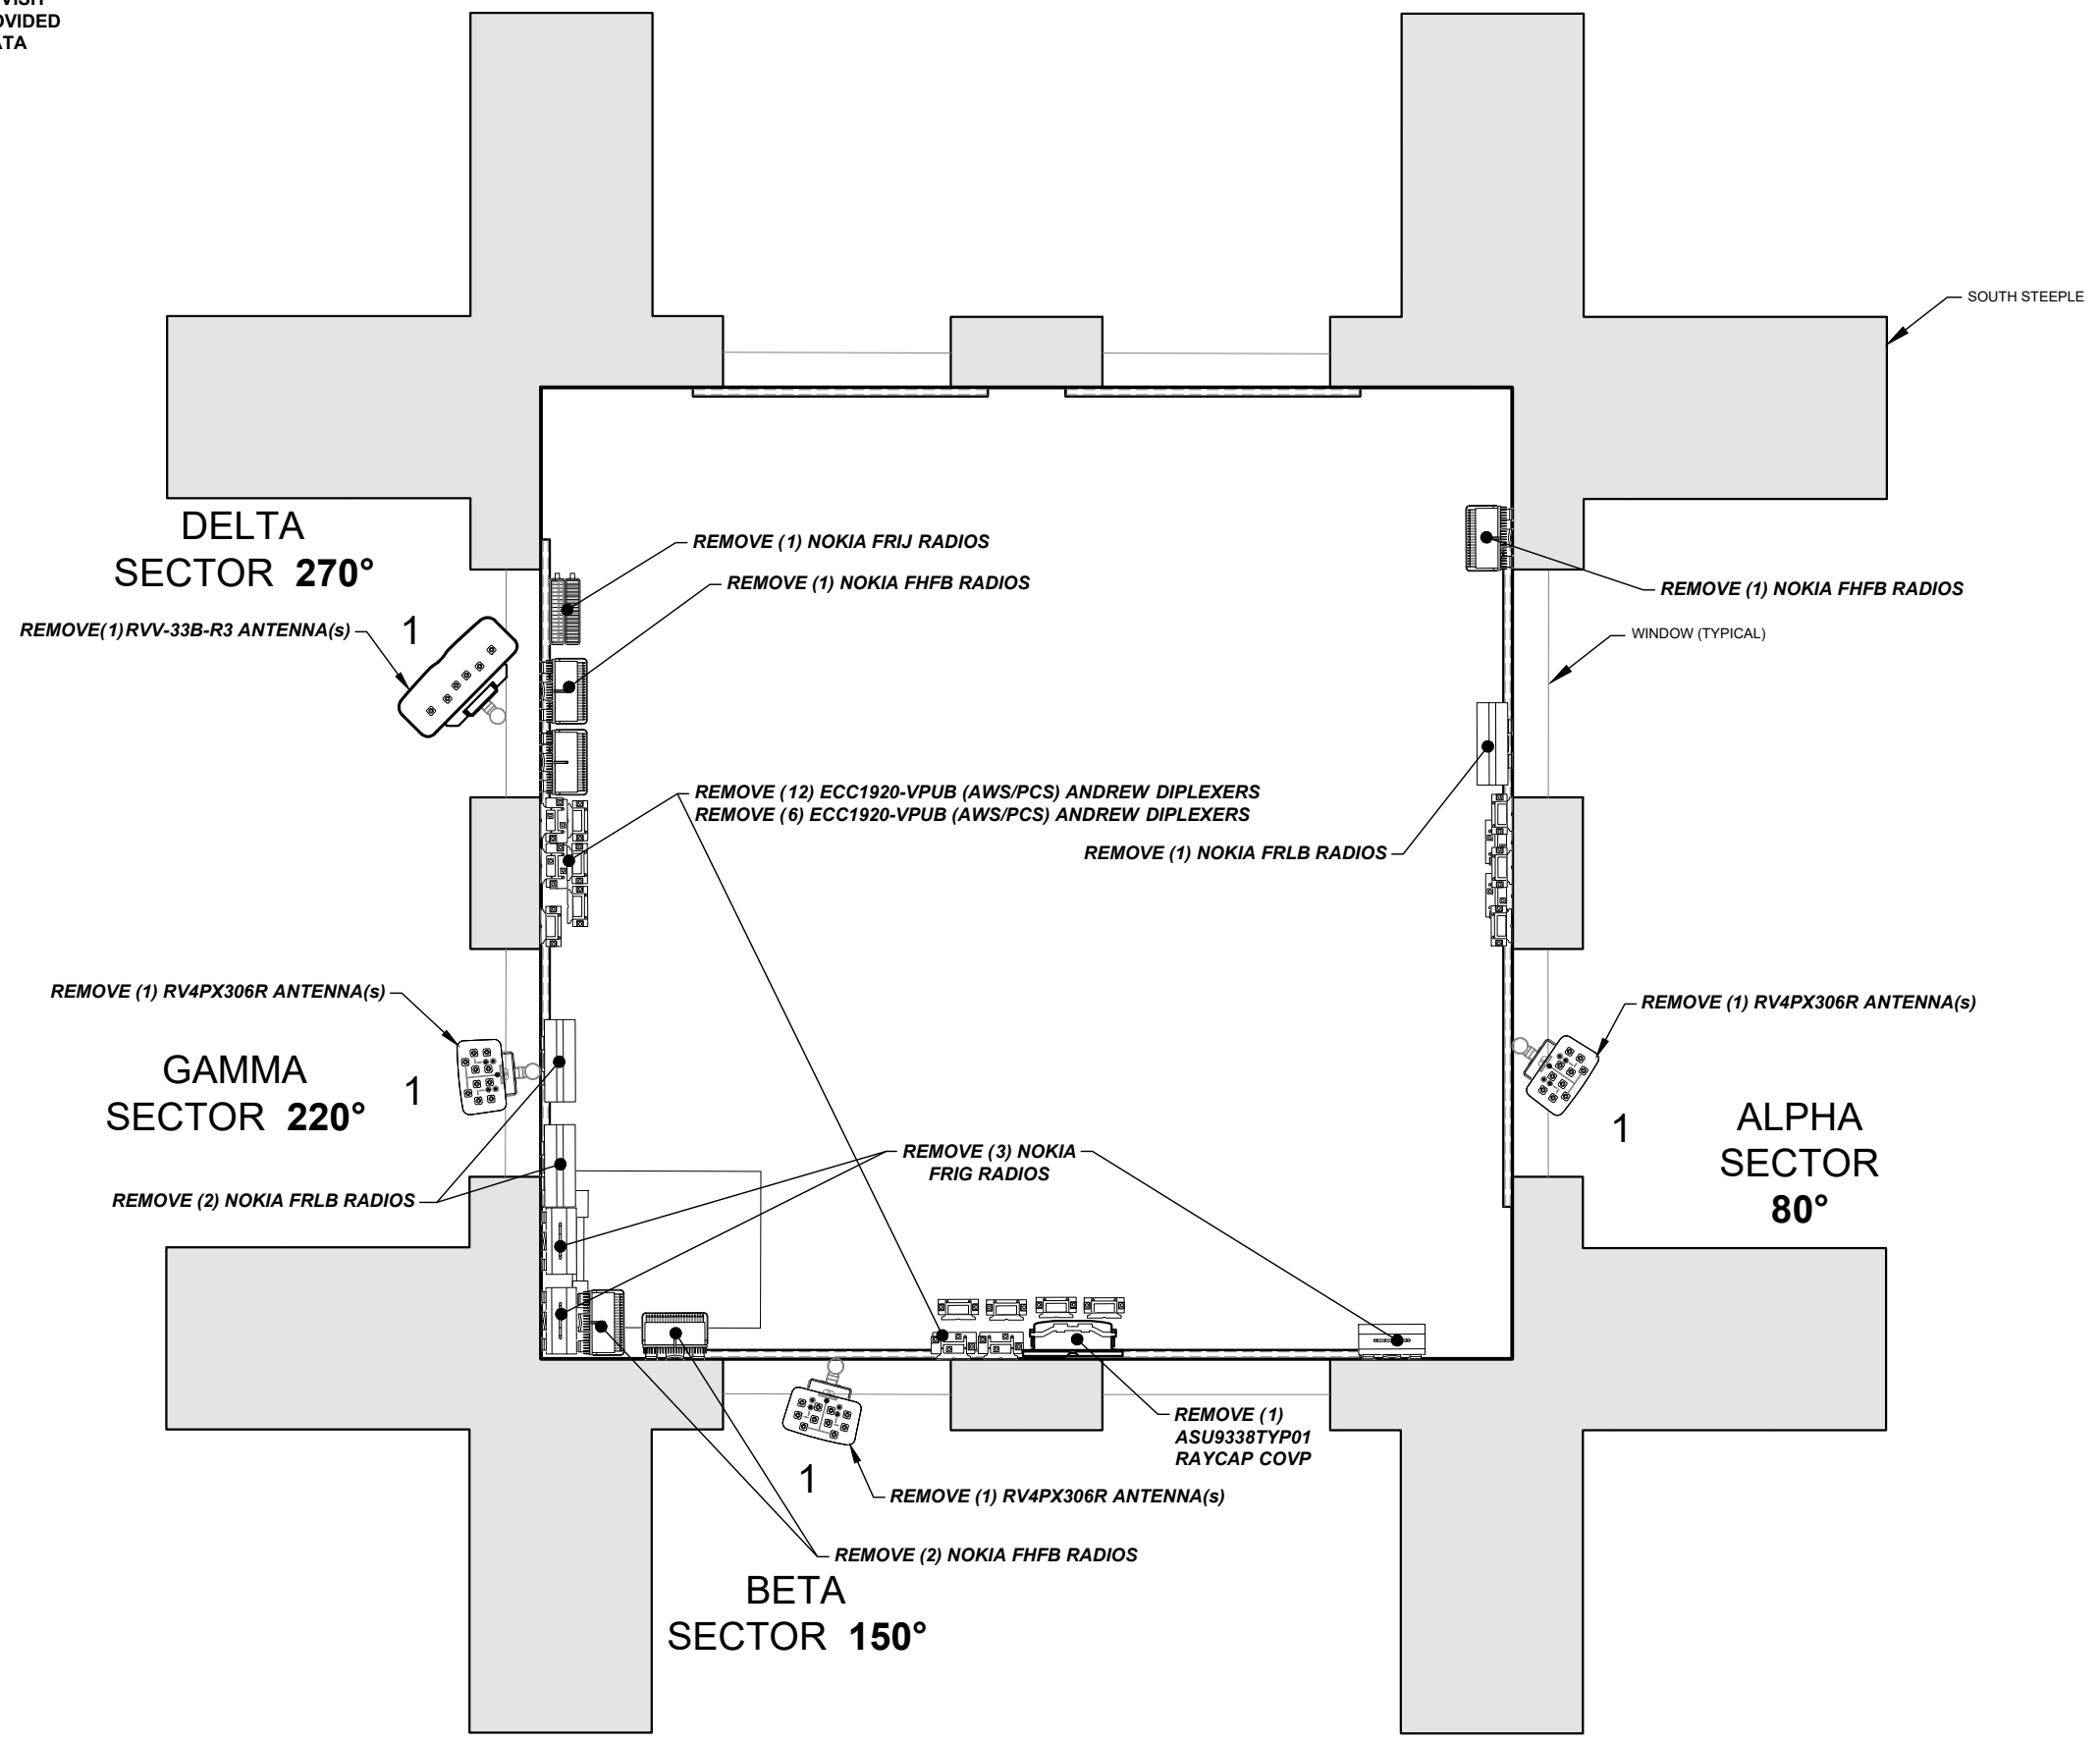 SOUTH STEEPLE
DELTA
SECTOR 270°
REMOVE (1) NOKIA FRIJ RADIOS
REMOVE (1) NOKIA FHFB RADIOS
REMOVE (1) NOKIA FHFB RADIOS
REMOVE(1) RVV-33B-R3 ANTENNA(s)
1
WINDOW (TYPICAL)
REMOVE (12) ECC1920-VPUB (AWS/PCS) ANDREW DIPLEXERS
REMOVE (6) ECC1920-VPUB (AWS/PCS) ANDREW DIPLEXERS
REMOVE (1) NOKIA FRLB RADIOS
REMOVE (1) RV4PX306R ANTENNA(s)
REMOVE (1) RV4PX306R ANTENNA(s)
GAMMA
SECTOR 220°
1
1
ALPHA
SECTOR
80°
REMOVE (3) NOKIA
FRIG RADIOS
REMOVE (2) NOKIA FRLB RADIOS
REMOVE (1)
ASU9338TYP01
RAYCAP COVP
1
REMOVE (1) RV4PX306R ANTENNA(s)
REMOVE (2) NOKIA FHFB RADIOS
BETA
SECTOR 150°